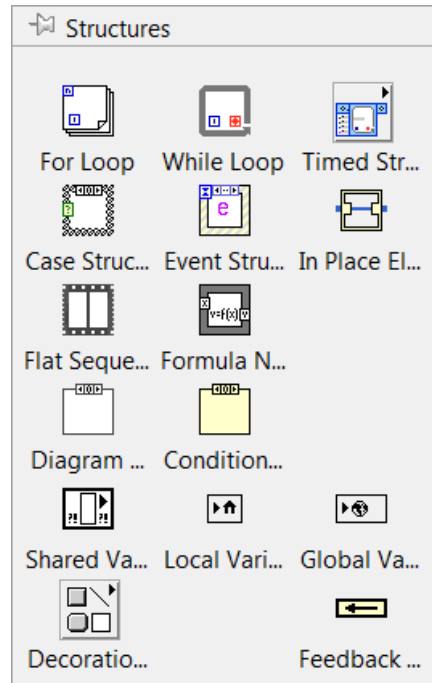 Structures
For Loop While Loop Timed Str...
Case Struc... Event Stru... In Place El...
y=f(x)
Flat Seque... Formula N...
Diagram ... Condition...
Shared Va... Local Vari... Global Va...
Decoratio... Feedback ...